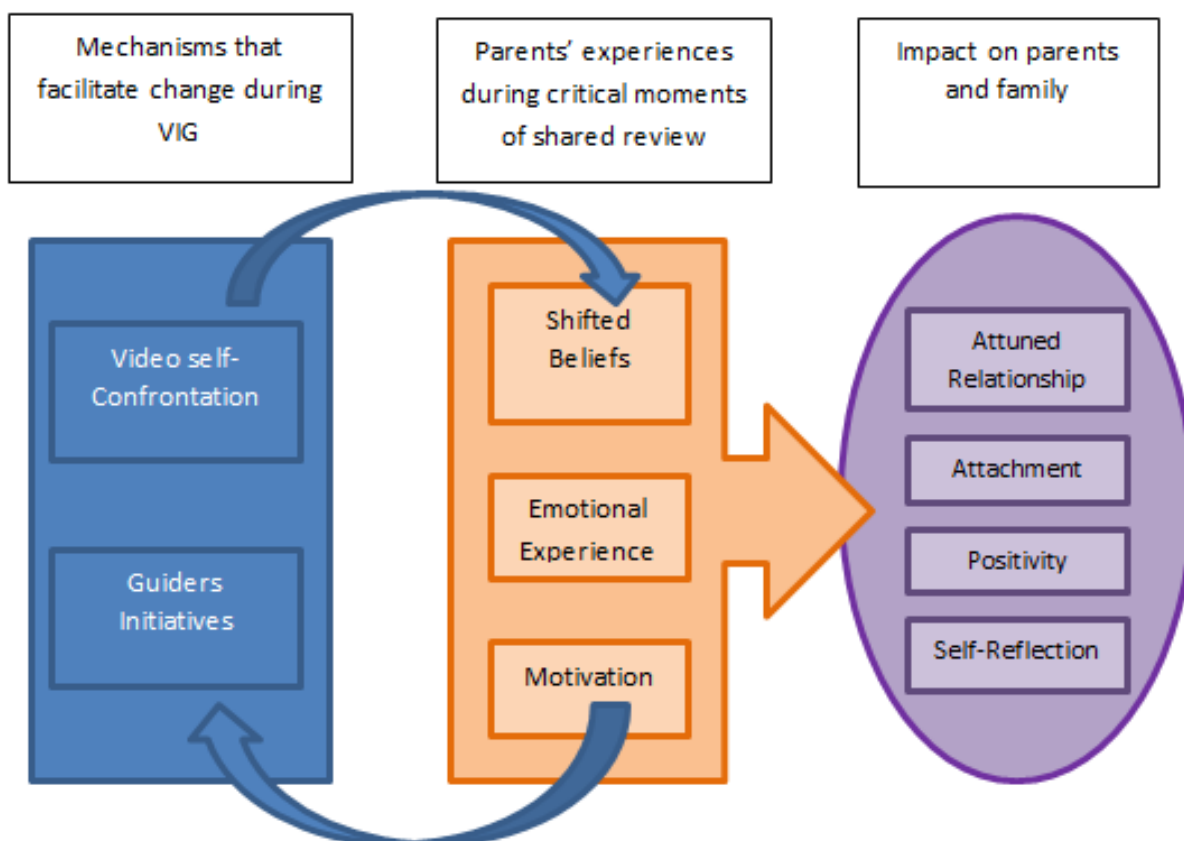 Mechanisms that
facilitate change during
VIG
Parents’ experiences
during critical moments
of shared review
Impact on parents
and family
Video self-
Confrontation
Guiders
Initiatives
Shifted
Beliefs
Emotional
Experience
Motivation
Attuned
Relationship
Attachment
Positivity
Self-Reflection